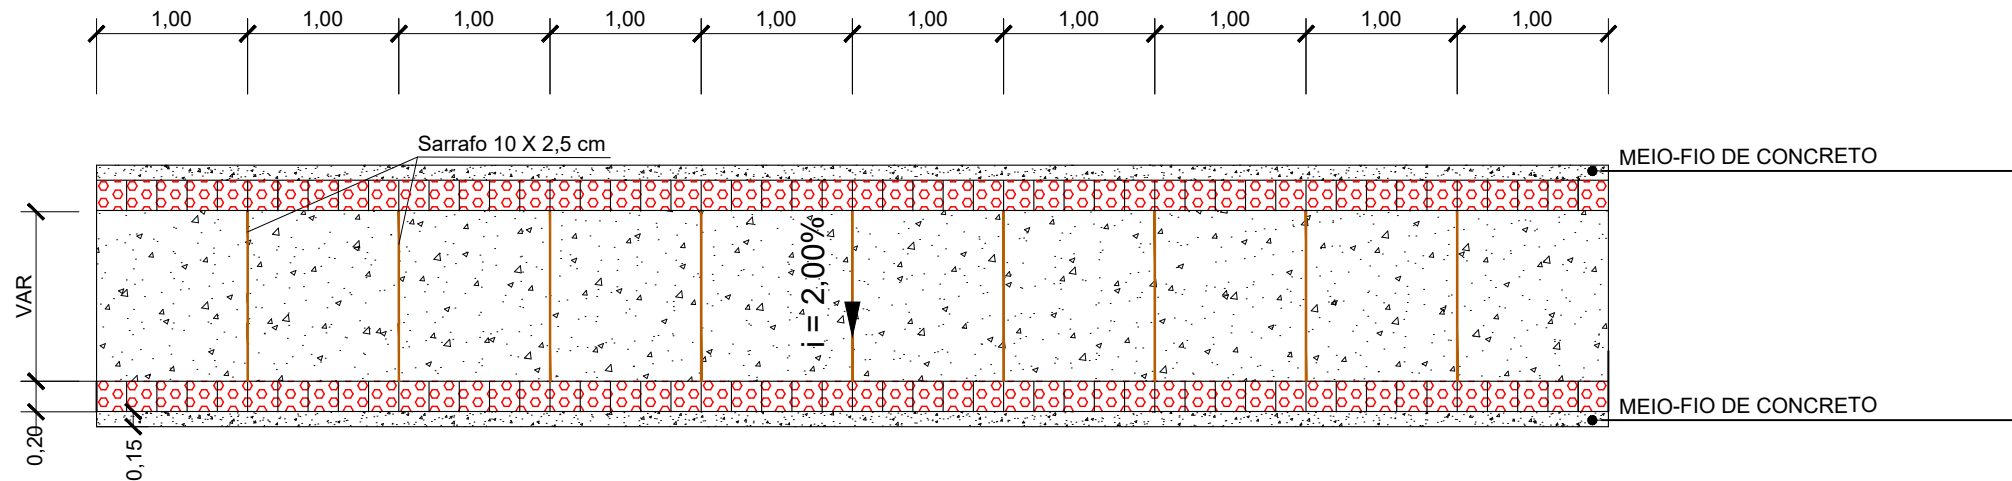 1,00 1,00 1,00 1,00 1,00 1,00 1,00 1,00 1,00 1,00
Sarrafo 10 X 2,5 cm
MEIO-FIO DE CONCRETO
i = 2,00%
VAR
MEIO-FIO DE CONCRETO
0,20
0,15